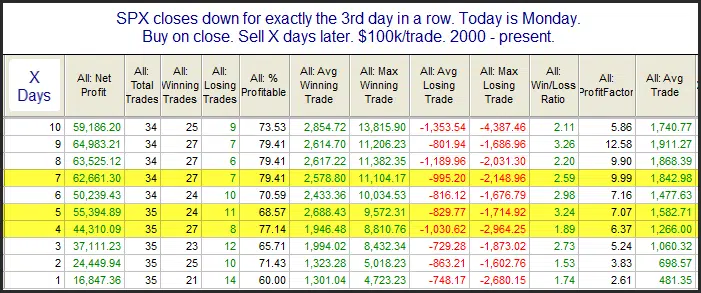 SPX closes down for exactly the 3rd day in a row. Today is Monday.
Buy on close. Sell X days later. $100k/trade. 2000 - present.
X Days All: Net Profit All: Total Trades All: Winning Trades All: Losing Trades All: % Profitable All: Avg Winning Trade All: Max Winning Trade All: Avg Losing Trade All: Max Losing Trade All: Win/Loss Ratio All: ProfitFactor All: Avg Trade
10 59,186.20 34 25 9 73.53 2,854.72 13,815.90 -1,353.54 -4,387.46 2.11 5.86 1,740.77
9 64,983.21 34 27 7 79.41 2,614.70 11,206.23 -801.94 -1,686.96 3.26 12.58 1,911.27
8 63,525.12 34 27 6 79.41 2,617.22 11,382.35 -1,189.96 -2,031.30 2.20 9.90 1,868.39
7 62,661.30 34 27 7 79.41 2,578.80 11,104.17 -995.20 -2,148.96 2.59 9.99 1,842.98
6 50,239.43 34 24 10 70.59 2,433.36 10,034.53 -816.12 -1,676.79 2.98 7.16 1,477.63
5 55,394.89 35 24 11 68.57 2,688.43 9,572.31 -829.77 -1,714.92 3.24 7.07 1,582.71
4 44,310.09 35 27 8 77.14 1,946.48 8,810.76 -1,030.62 -2,964.25 1.89 6.37 1,266.00
3 37,111.23 35 23 12 65.71 1,994.02 8,432.34 -729.28 -1,873.02 2.73 5.24 1,060.32
2 24,449.94 35 25 10 71.43 1,323.28 5,018.23 -863.21 -1,602.76 1.53 3.83 698.57
1 16,847.36 35 21 14 60.00 1,301.04 4,723.23 -748.17 -2,680.15 1.74 2.61 481.35